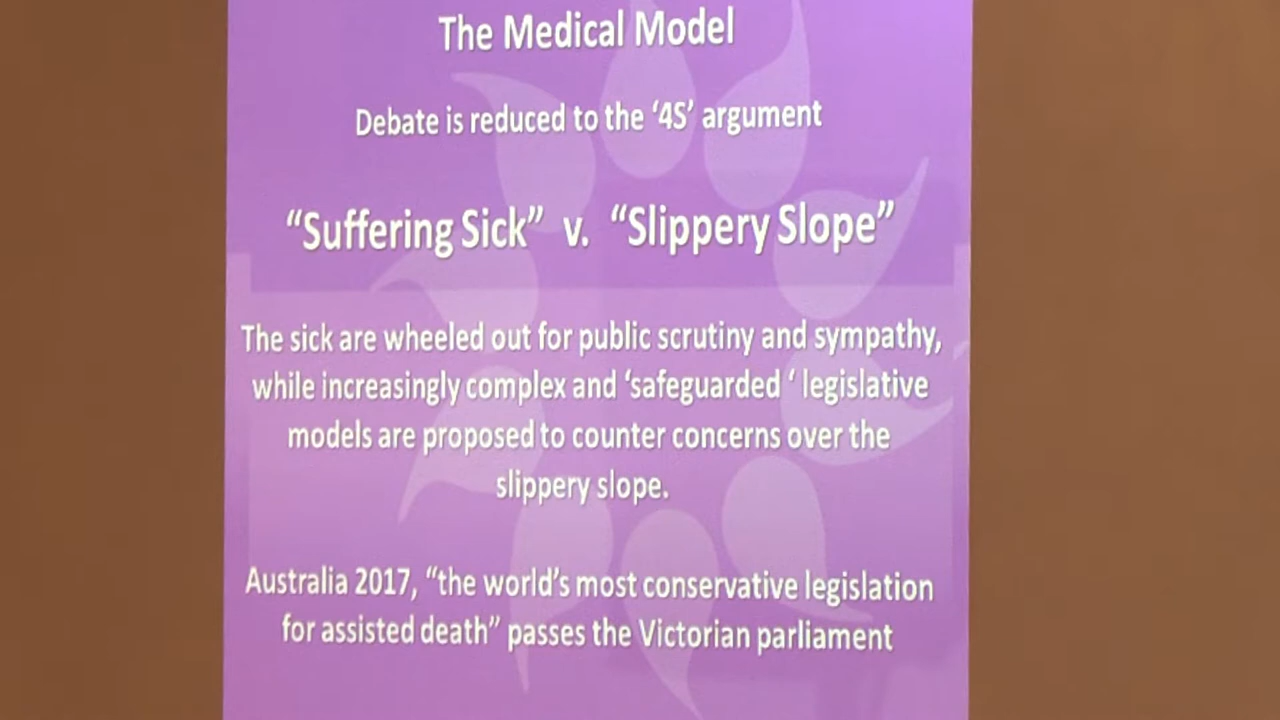 The Medical Model
Debate is reduced to the ‘4S’ argument
“Suffering Sick” v. “Slippery Slope”
The sick are wheeled out for public scrutiny and sympathy,
while increasingly complex and ‘safeguarded ‘ legislative
models are proposed to counter concerns over the
slippery slope.
Australia 2017, “the world’s most conservative legislation
for assisted death” passes the Victorian parliament